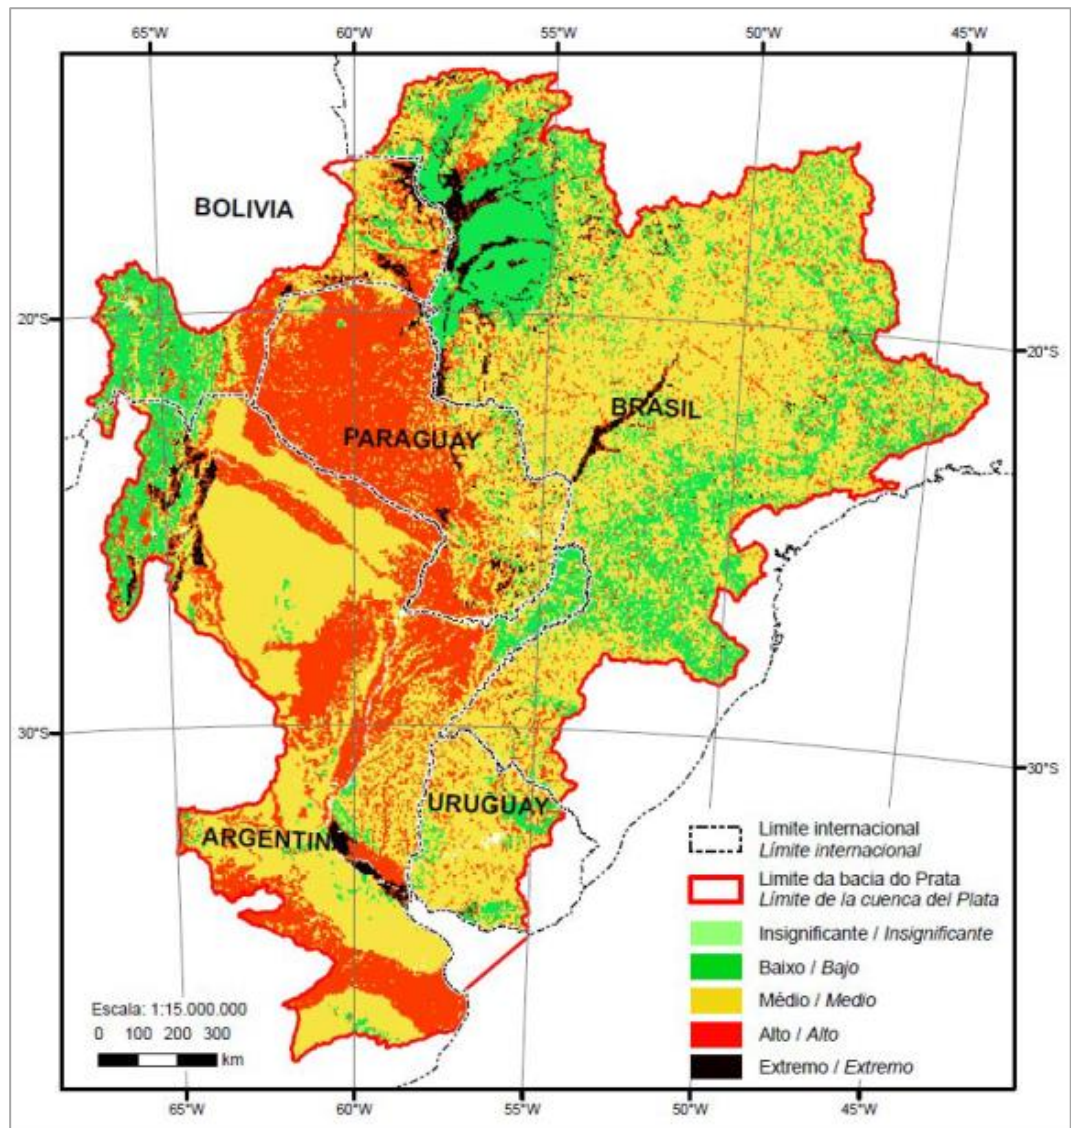 65°W 60°W 55°W 50°W 45°W
BOLIVIA
20°S
20°S
BRASIL
PARAGUAY
30°S
30°S
URUGUAY
ARGENTINA
Limite internacional
Límite internacional
Limite da bacia do Prata
Límite de la cuenca del Plata
Insignificante / Insignificante
Baixo / Bajo
Médio / Medio
Alto / Alto
Extremo / Extremo
Escala: 1:15.000.000
0 100 200 300
km
65°W 60°W 55°W 50°W 45°W